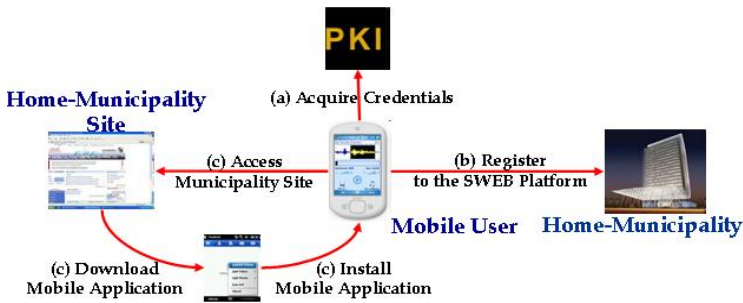 PKI
(a) Acquire Credentials
Home-Municipality
Site
(c) Access
Municipality Site
(b) Register
to the SWEB Platform
Mobile User
Home-Municipality
(c) Download
Mobile Application
(c) Install
Mobile Application